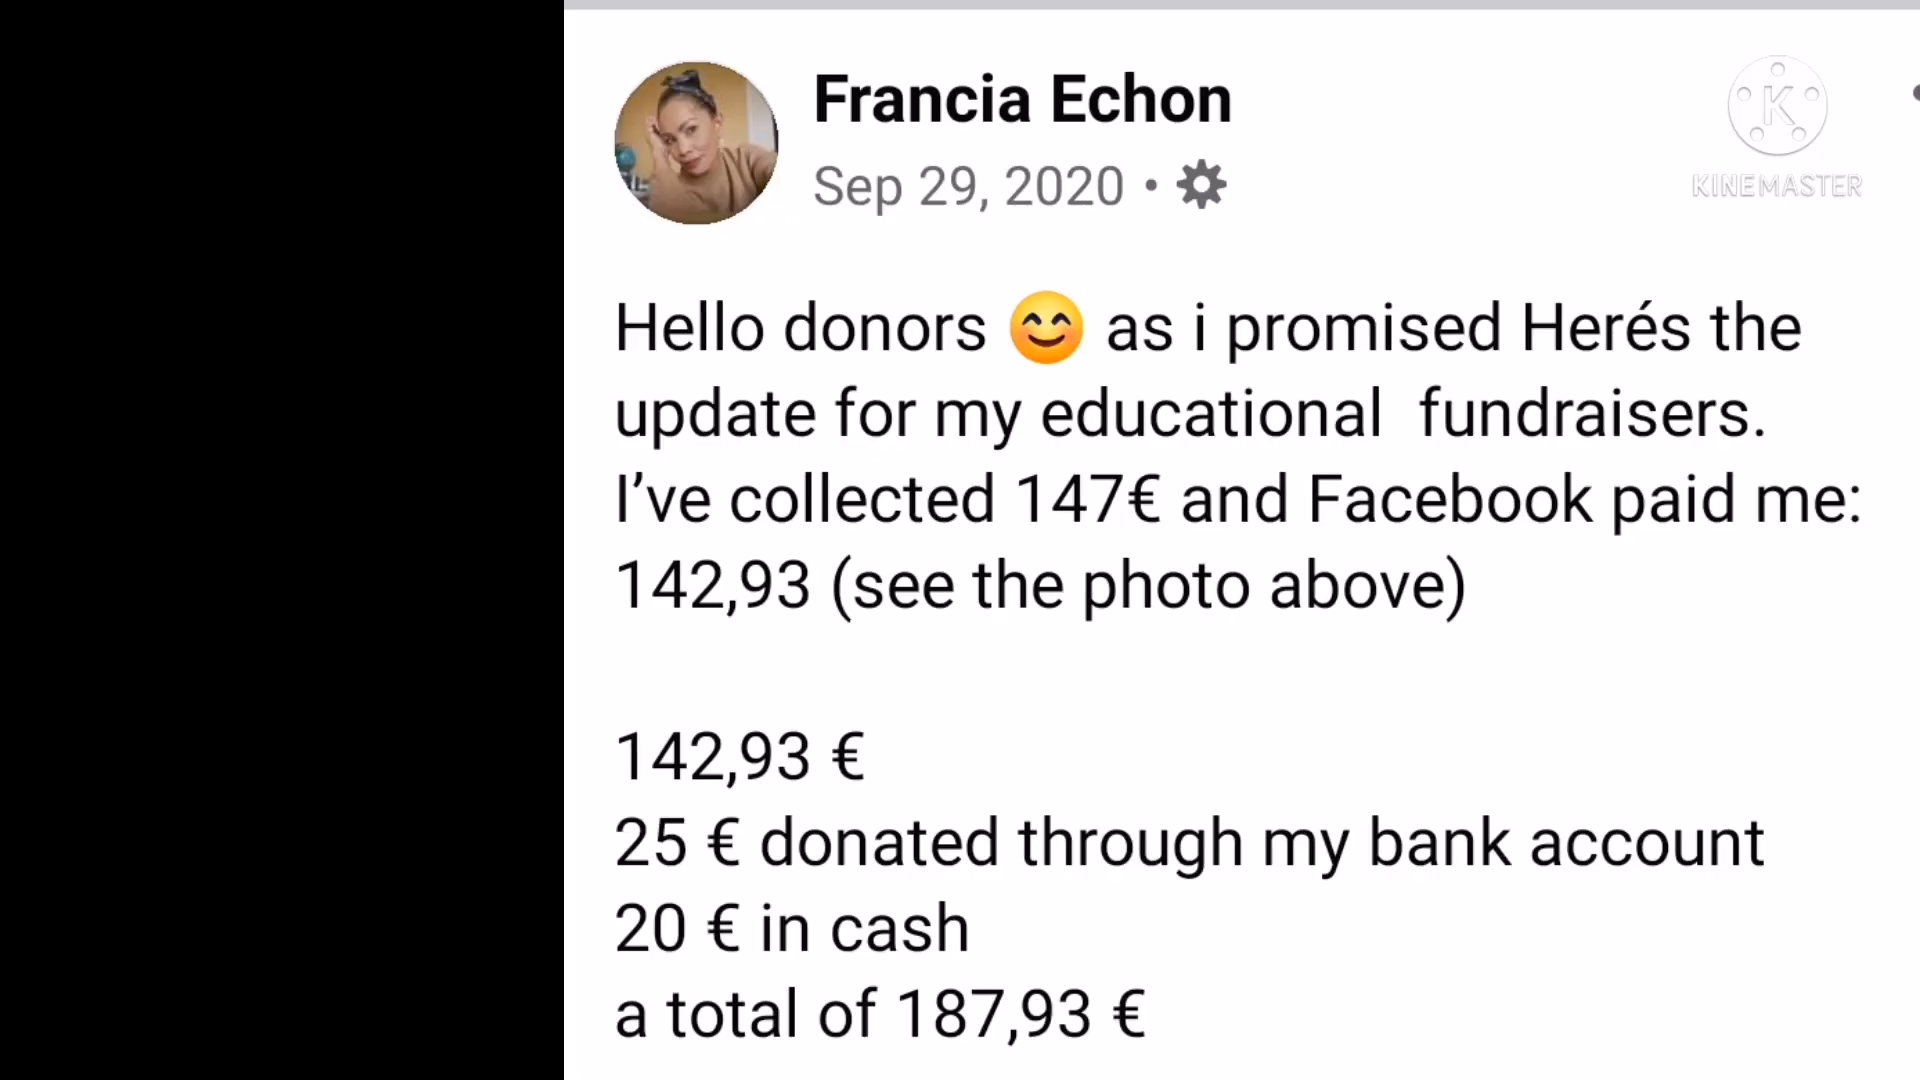 Francia Echon
Sep 29, 2020 •
KINEMASTER
Hello donors 😊 as i promised Herés the
update for my educational  fundraisers.
I’ve collected 147€ and Facebook paid me:
142,93 (see the photo above)
142,93 €
25 € donated through my bank account
20 € in cash
a total of 187,93 €